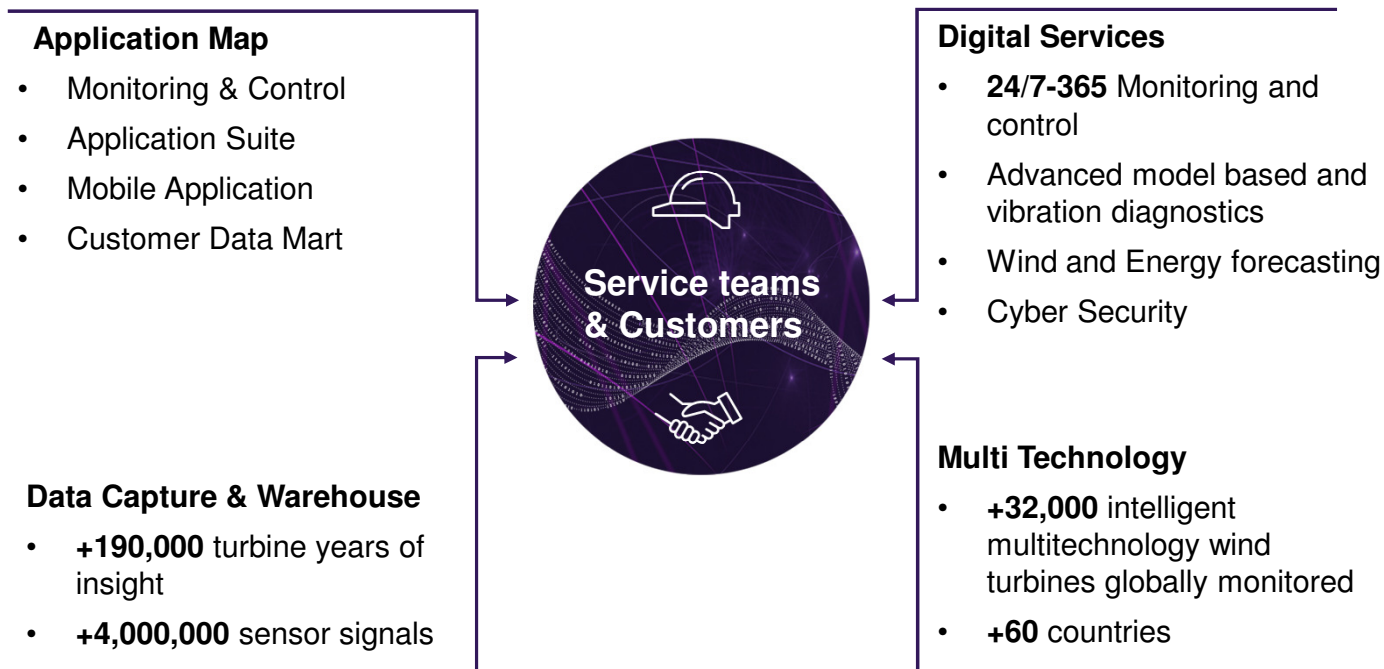 Application Map
• Monitoring & Control
• Application Suite
• Mobile Application
• Customer Data Mart
Digital Services
• 24/7-365 Monitoring and
control
• Advanced model based and
vibration diagnostics
• Wind and Energy forecasting
• Cyber Security
Service teams
& Customers
Data Capture & Warehouse
• +190,000 turbine years of
insight
• +4,000,000 sensor signals
Multi Technology
• +32,000 intelligent
multitechnology wind
turbines globally monitored
• +60 countries